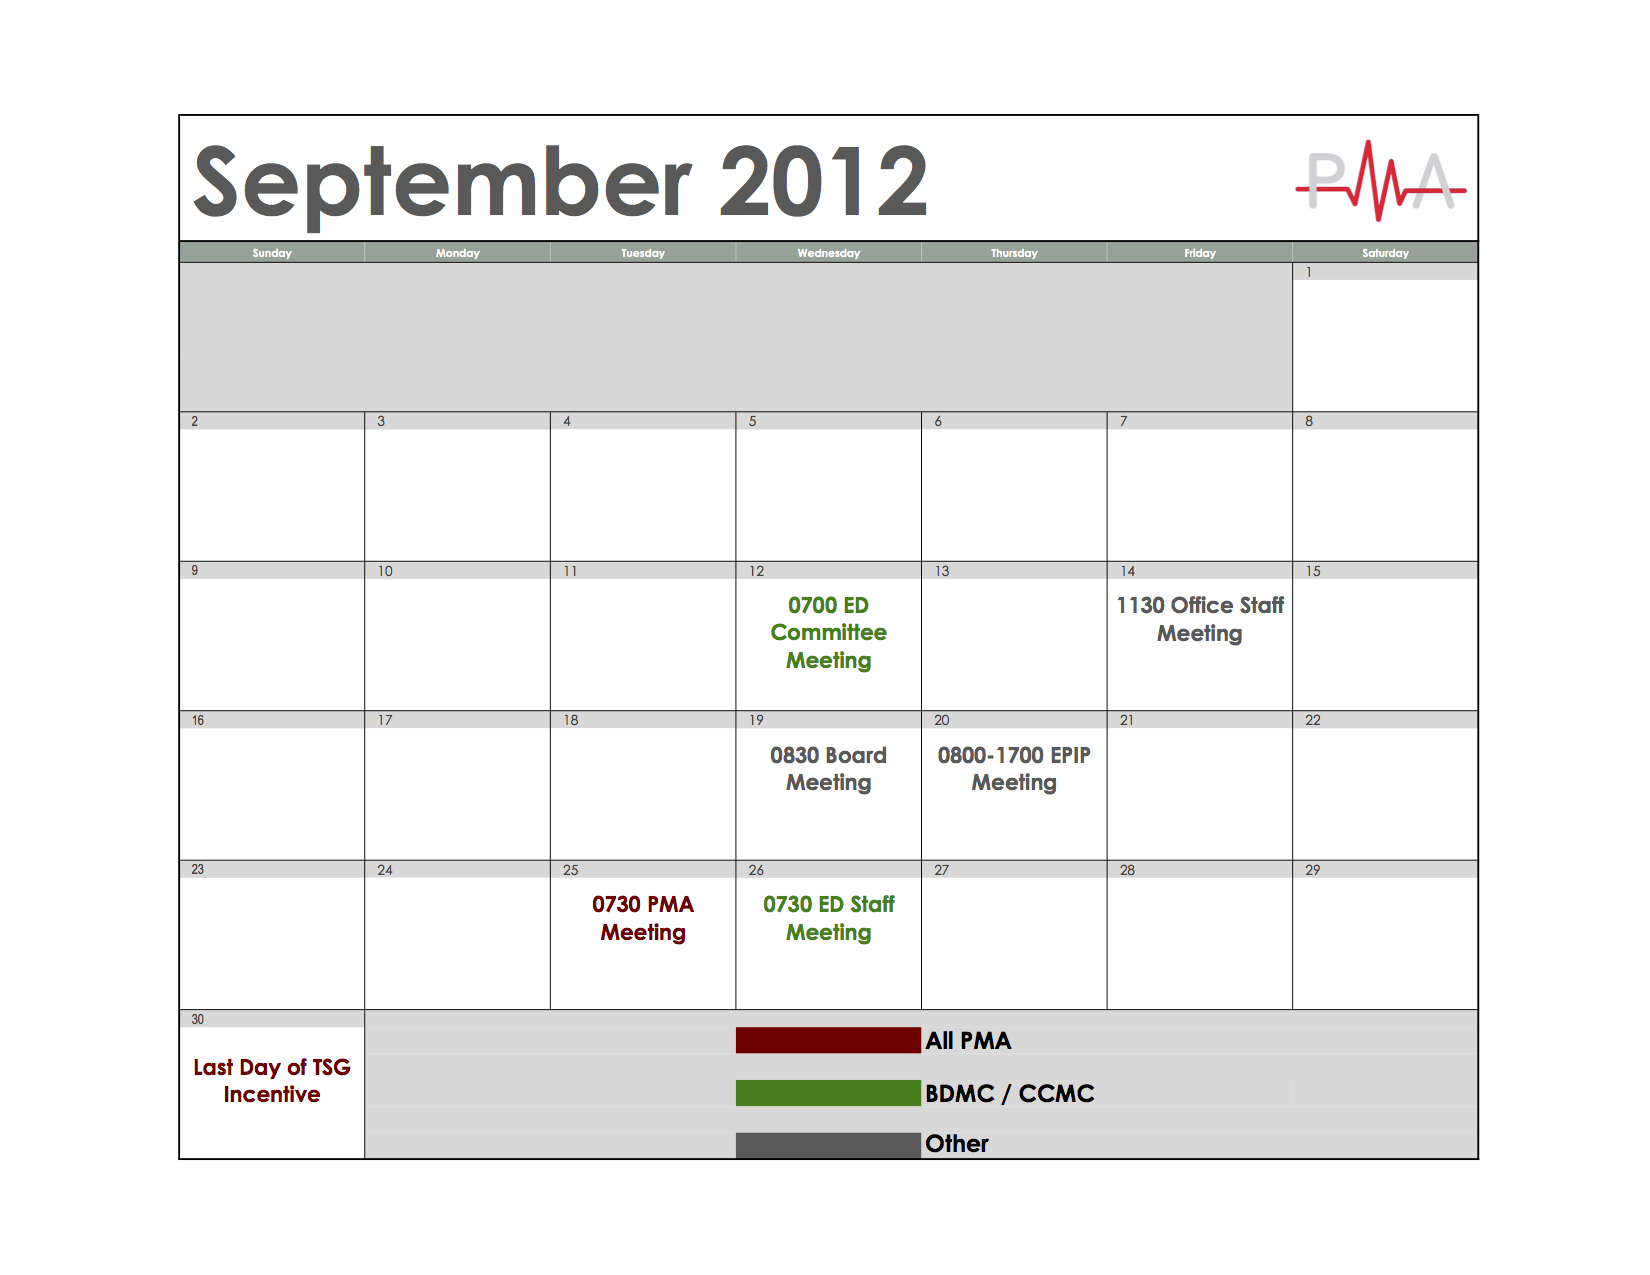 September 2012
PMA
Sunday Monday Tuesday Wednesday Thursday Friday Saturday
1
2 3 4 5 6 7 8
9 10 11 12 13 14 15
0700 ED
Committee
Meeting
1130 Office Staff
Meeting
16 17 18 19 20 21 22
0830 Board
Meeting
0800-1700 EPIP
Meeting
23 24 25 26 27 28 29
0730 PMA
Meeting
0730 ED Staff
Meeting
30
Last Day of TSG
Incentive
All PMA
BDMC / CCMC
Other